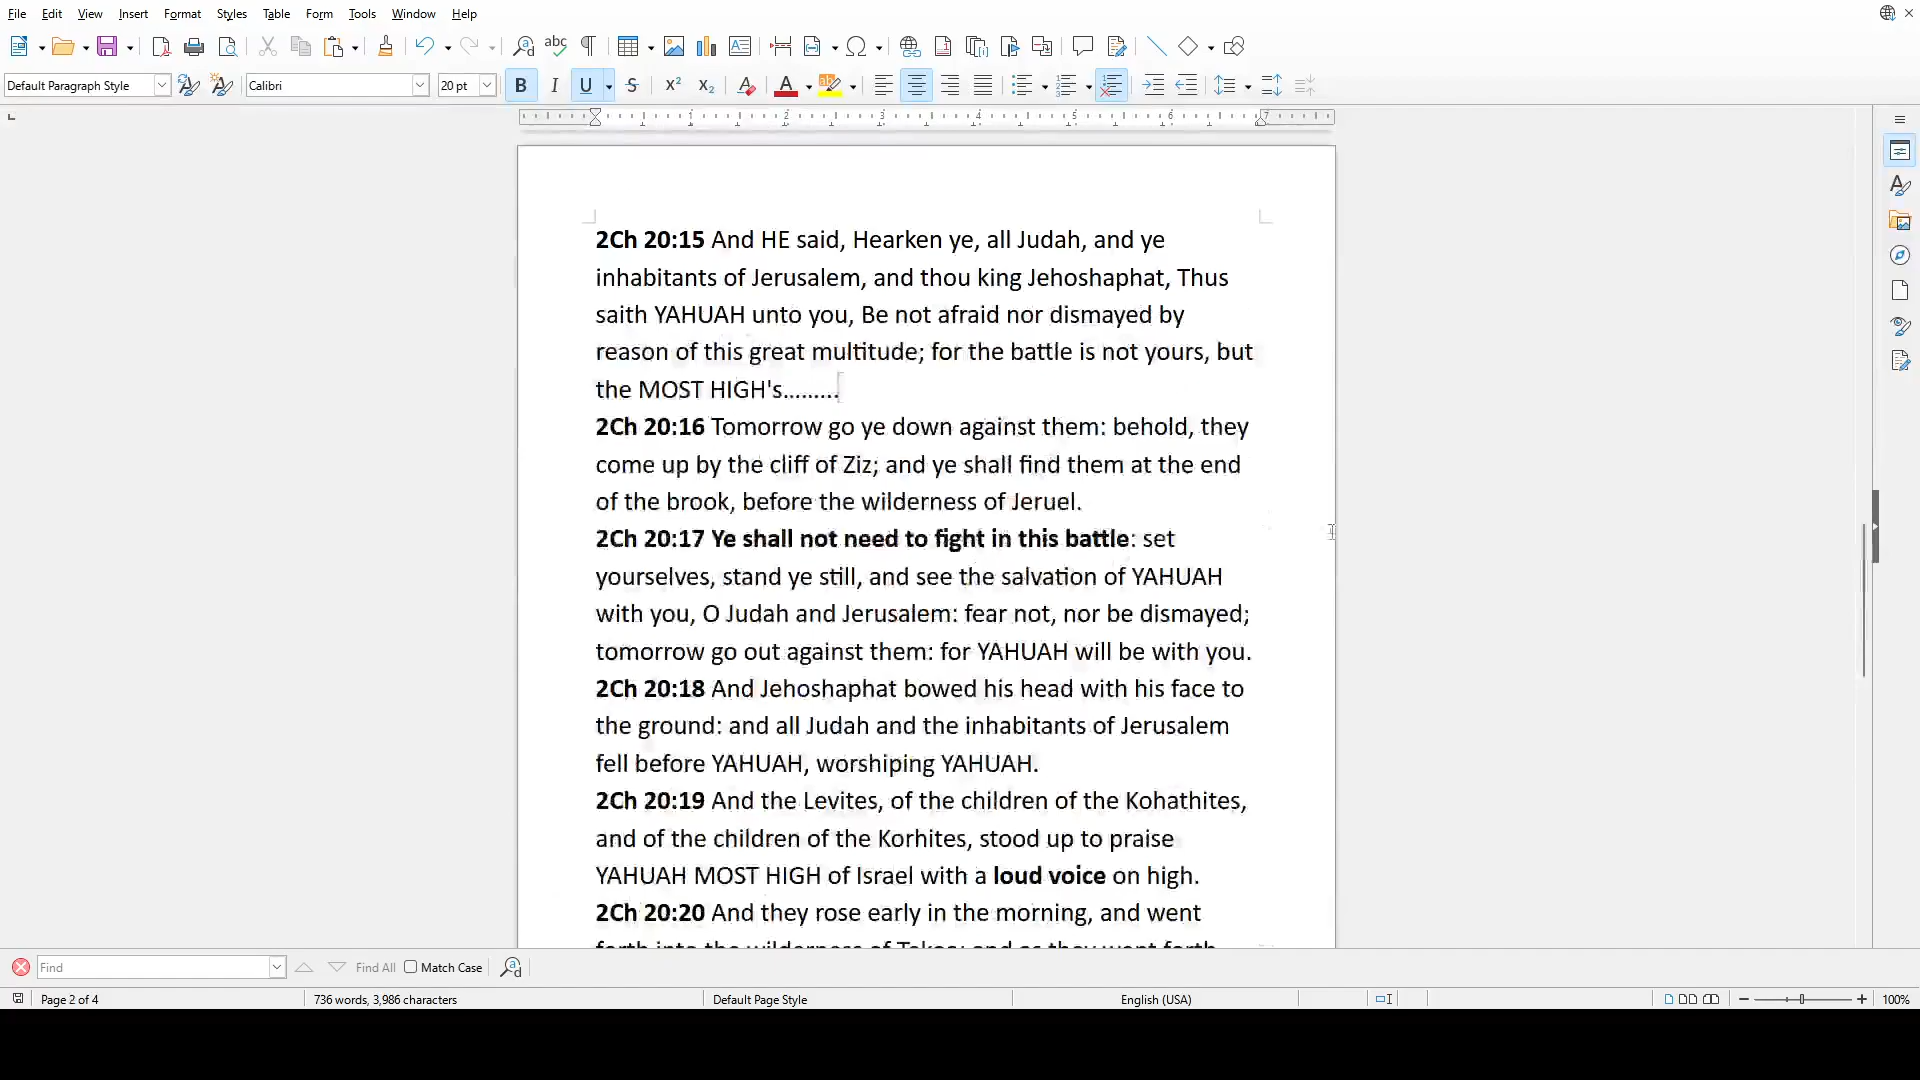 File Edit View Insert Format Styles Table Form Tools Window Help
Default Paragraph Style Calibri 20 pt
1 2 3 4 5 6 7
2Ch 20:15 And HE said, Hearken ye, all Judah, and ye
inhabitants of Jerusalem, and thou king Jehoshaphat, Thus
saith YAHUAH unto you, Be not afraid nor dismayed by
reason of this great multitude; for the battle is not yours, but
the MOST HIGH's.........
2Ch 20:16 Tomorrow go ye down against them: behold, they
come up by the cliff of Ziz; and ye shall find them at the end
of the brook, before the wilderness of Jeruel.
2Ch 20:17 Ye shall not need to fight in this battle: set
yourselves, stand ye still, and see the salvation of YAHUAH
with you, O Judah and Jerusalem: fear not, nor be dismayed;
tomorrow go out against them: for YAHUAH will be with you.
2Ch 20:18 And Jehoshaphat bowed his head with his face to
the ground: and all Judah and the inhabitants of Jerusalem
fell before YAHUAH, worshiping YAHUAH.
2Ch 20:19 And the Levites, of the children of the Kohathites,
and of the children of the Korhites, stood up to praise
YAHUAH MOST HIGH of Israel with a loud voice on high.
2Ch 20:20 And they rose early in the morning, and went
forth into the wilderness of Tekoa: and as they went forth,
Find Find All Match Case
Page 2 of 4 736 words, 3,986 characters Default Page Style English (USA) 100%